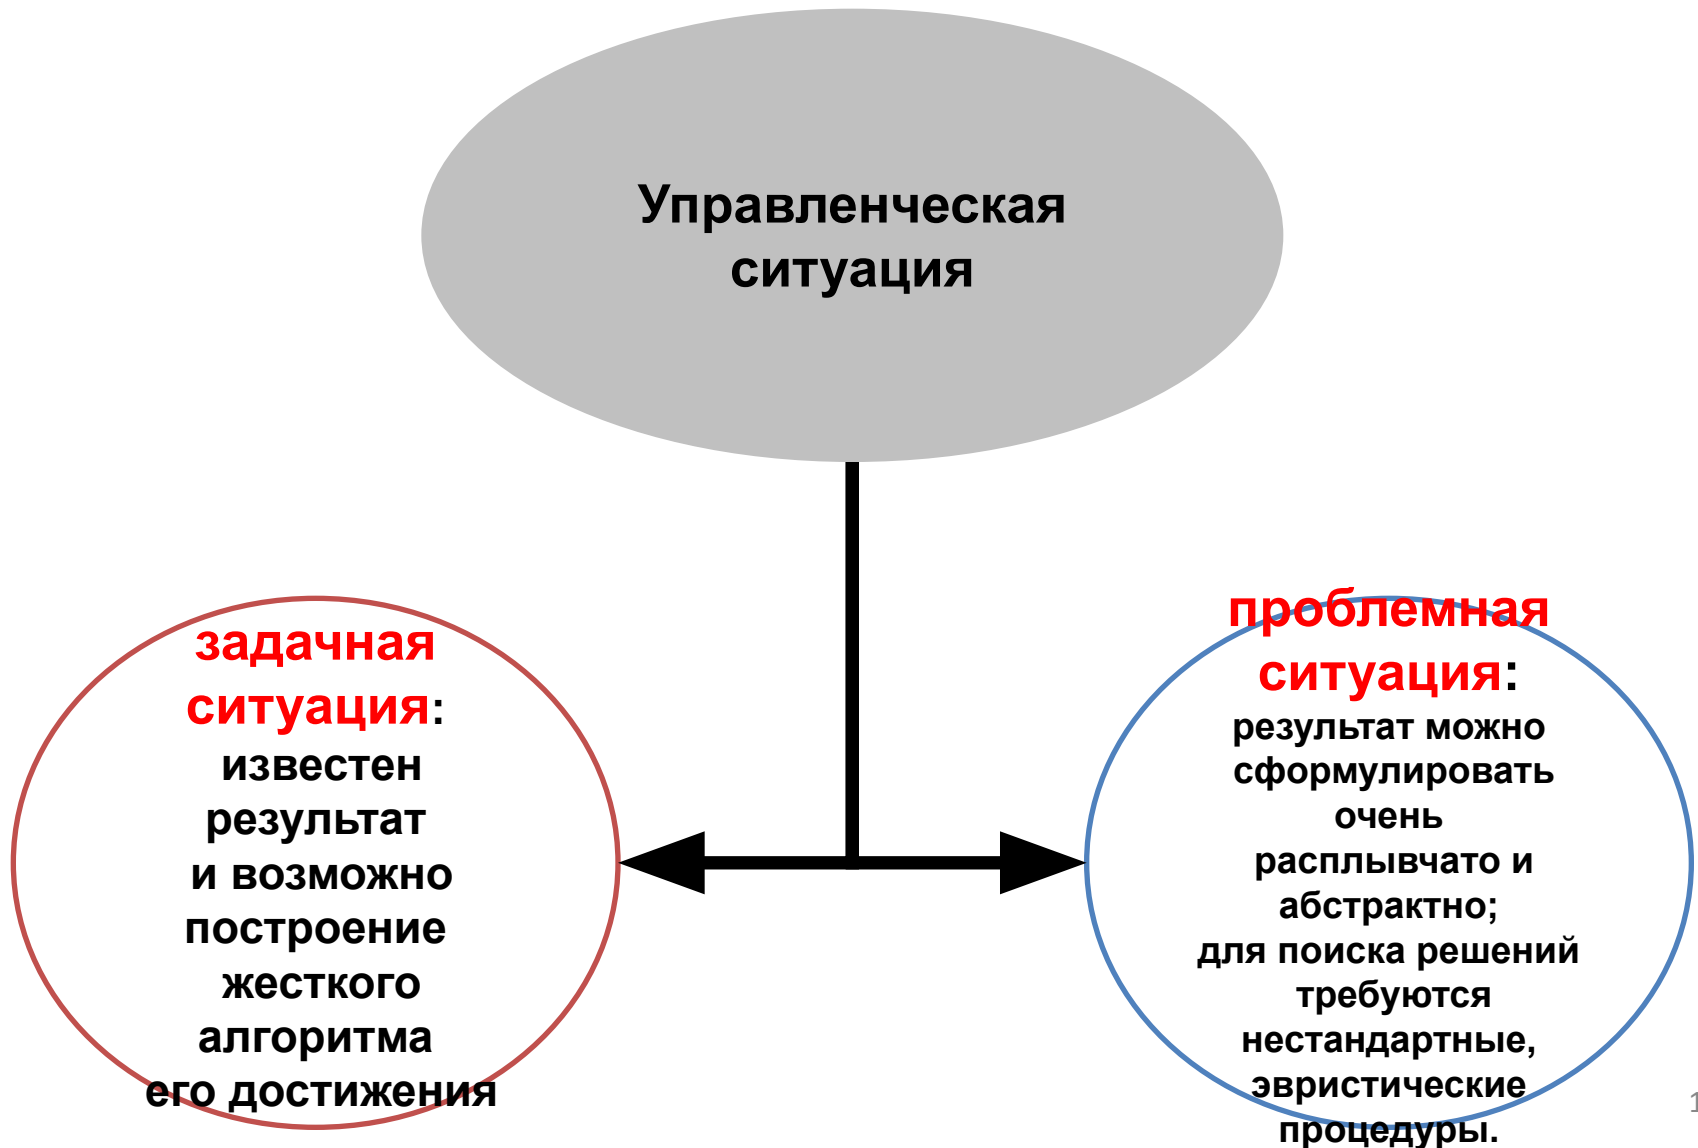 Управленческая
ситуация
задачная
ситуация:
известен
результат
и возможно
построение
жесткого
алгоритма
его достижения
проблемная
ситуация:
результат можно
сформулировать
очень
расплывчато и
абстрактно;
для поиска решений
требуются
нестандартные,
эвристические
процедуры.
1